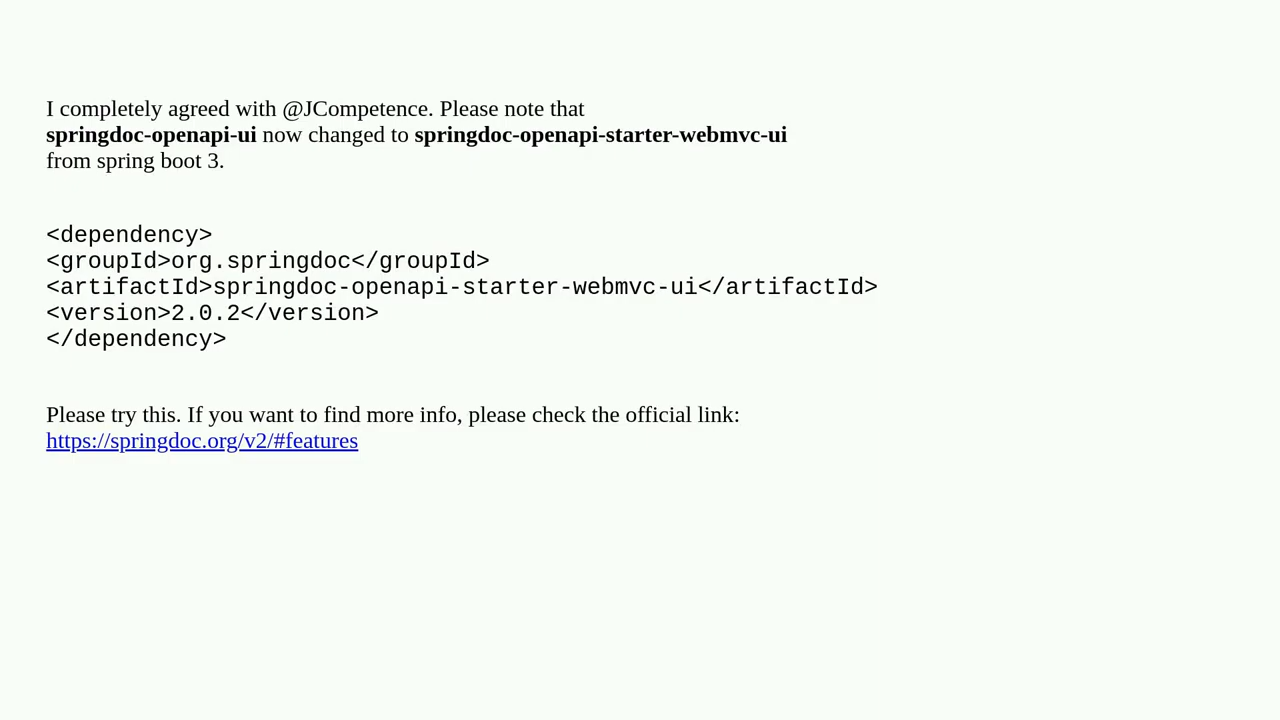 I completely agreed with @JCompetence. Please note that
springdoc-openapi-ui now changed to springdoc-openapi-starter-webmvc-ui
from spring boot 3.
<dependency>
<groupId>org.springdoc</groupId>
<artifactId>springdoc-openapi-starter-webmvc-ui</artifactId>
<version>2.0.2</version>
</dependency>
Please try this. If you want to find more info, please check the official link:
https://springdoc.org/v2/#features